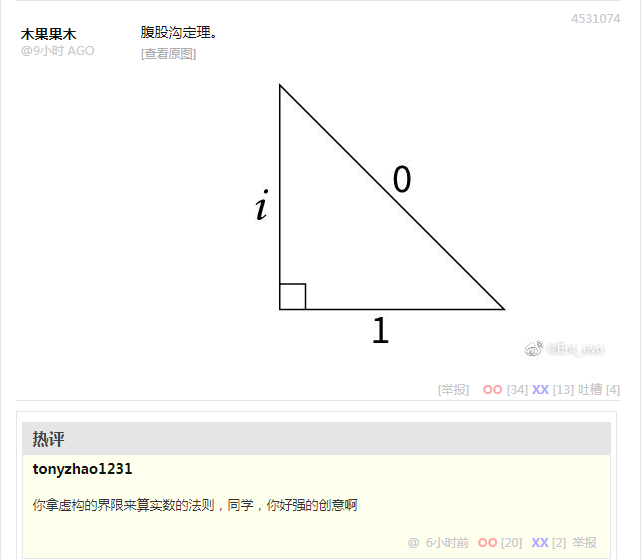 4531074
木果果木
腹股沟定理。
@9小时 AGO
[查看原图]
0
i
1
@Ent_evo
[举报] OO [34] XX [13] 吐槽 [4]
热评
tonyzhao1231
你拿虚构的界限来算实数的法则，同学，你好强的创意啊
@ 6小时前 OO [20] XX [2] 举报